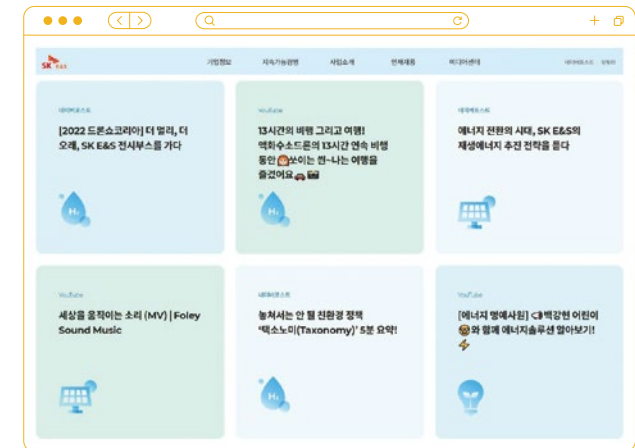 SK E&S
기업정보 지속가능경영 사업소개 인재채용 미디어센터
네이버포스트
[2022 드론쇼코리아] 더 멀리, 더
오래, SK E&S 전시부스를 가다
H₂
YouTube
13시간의 비행 그리고 여행!
액화수소드론의 13시간 연속 비행
동안 쏘이는 씐~나는 여행을
즐겼어요
H₂
네이버포스트
에너지 전환의 시대, SK E&S의
재생에너지 추진 전략을 듣다
YouTube
세상을 움직이는 소리 (MV) | Foley
Sound Music
네이버포스트
놓쳐서는 안 될 친환경 정책
‘택소노미(Taxonomy)’ 5분 요약!
H₂
YouTube
[에너지 명예사원] 백강현 어린이
와 함께 에너지솔루션 알아보기!